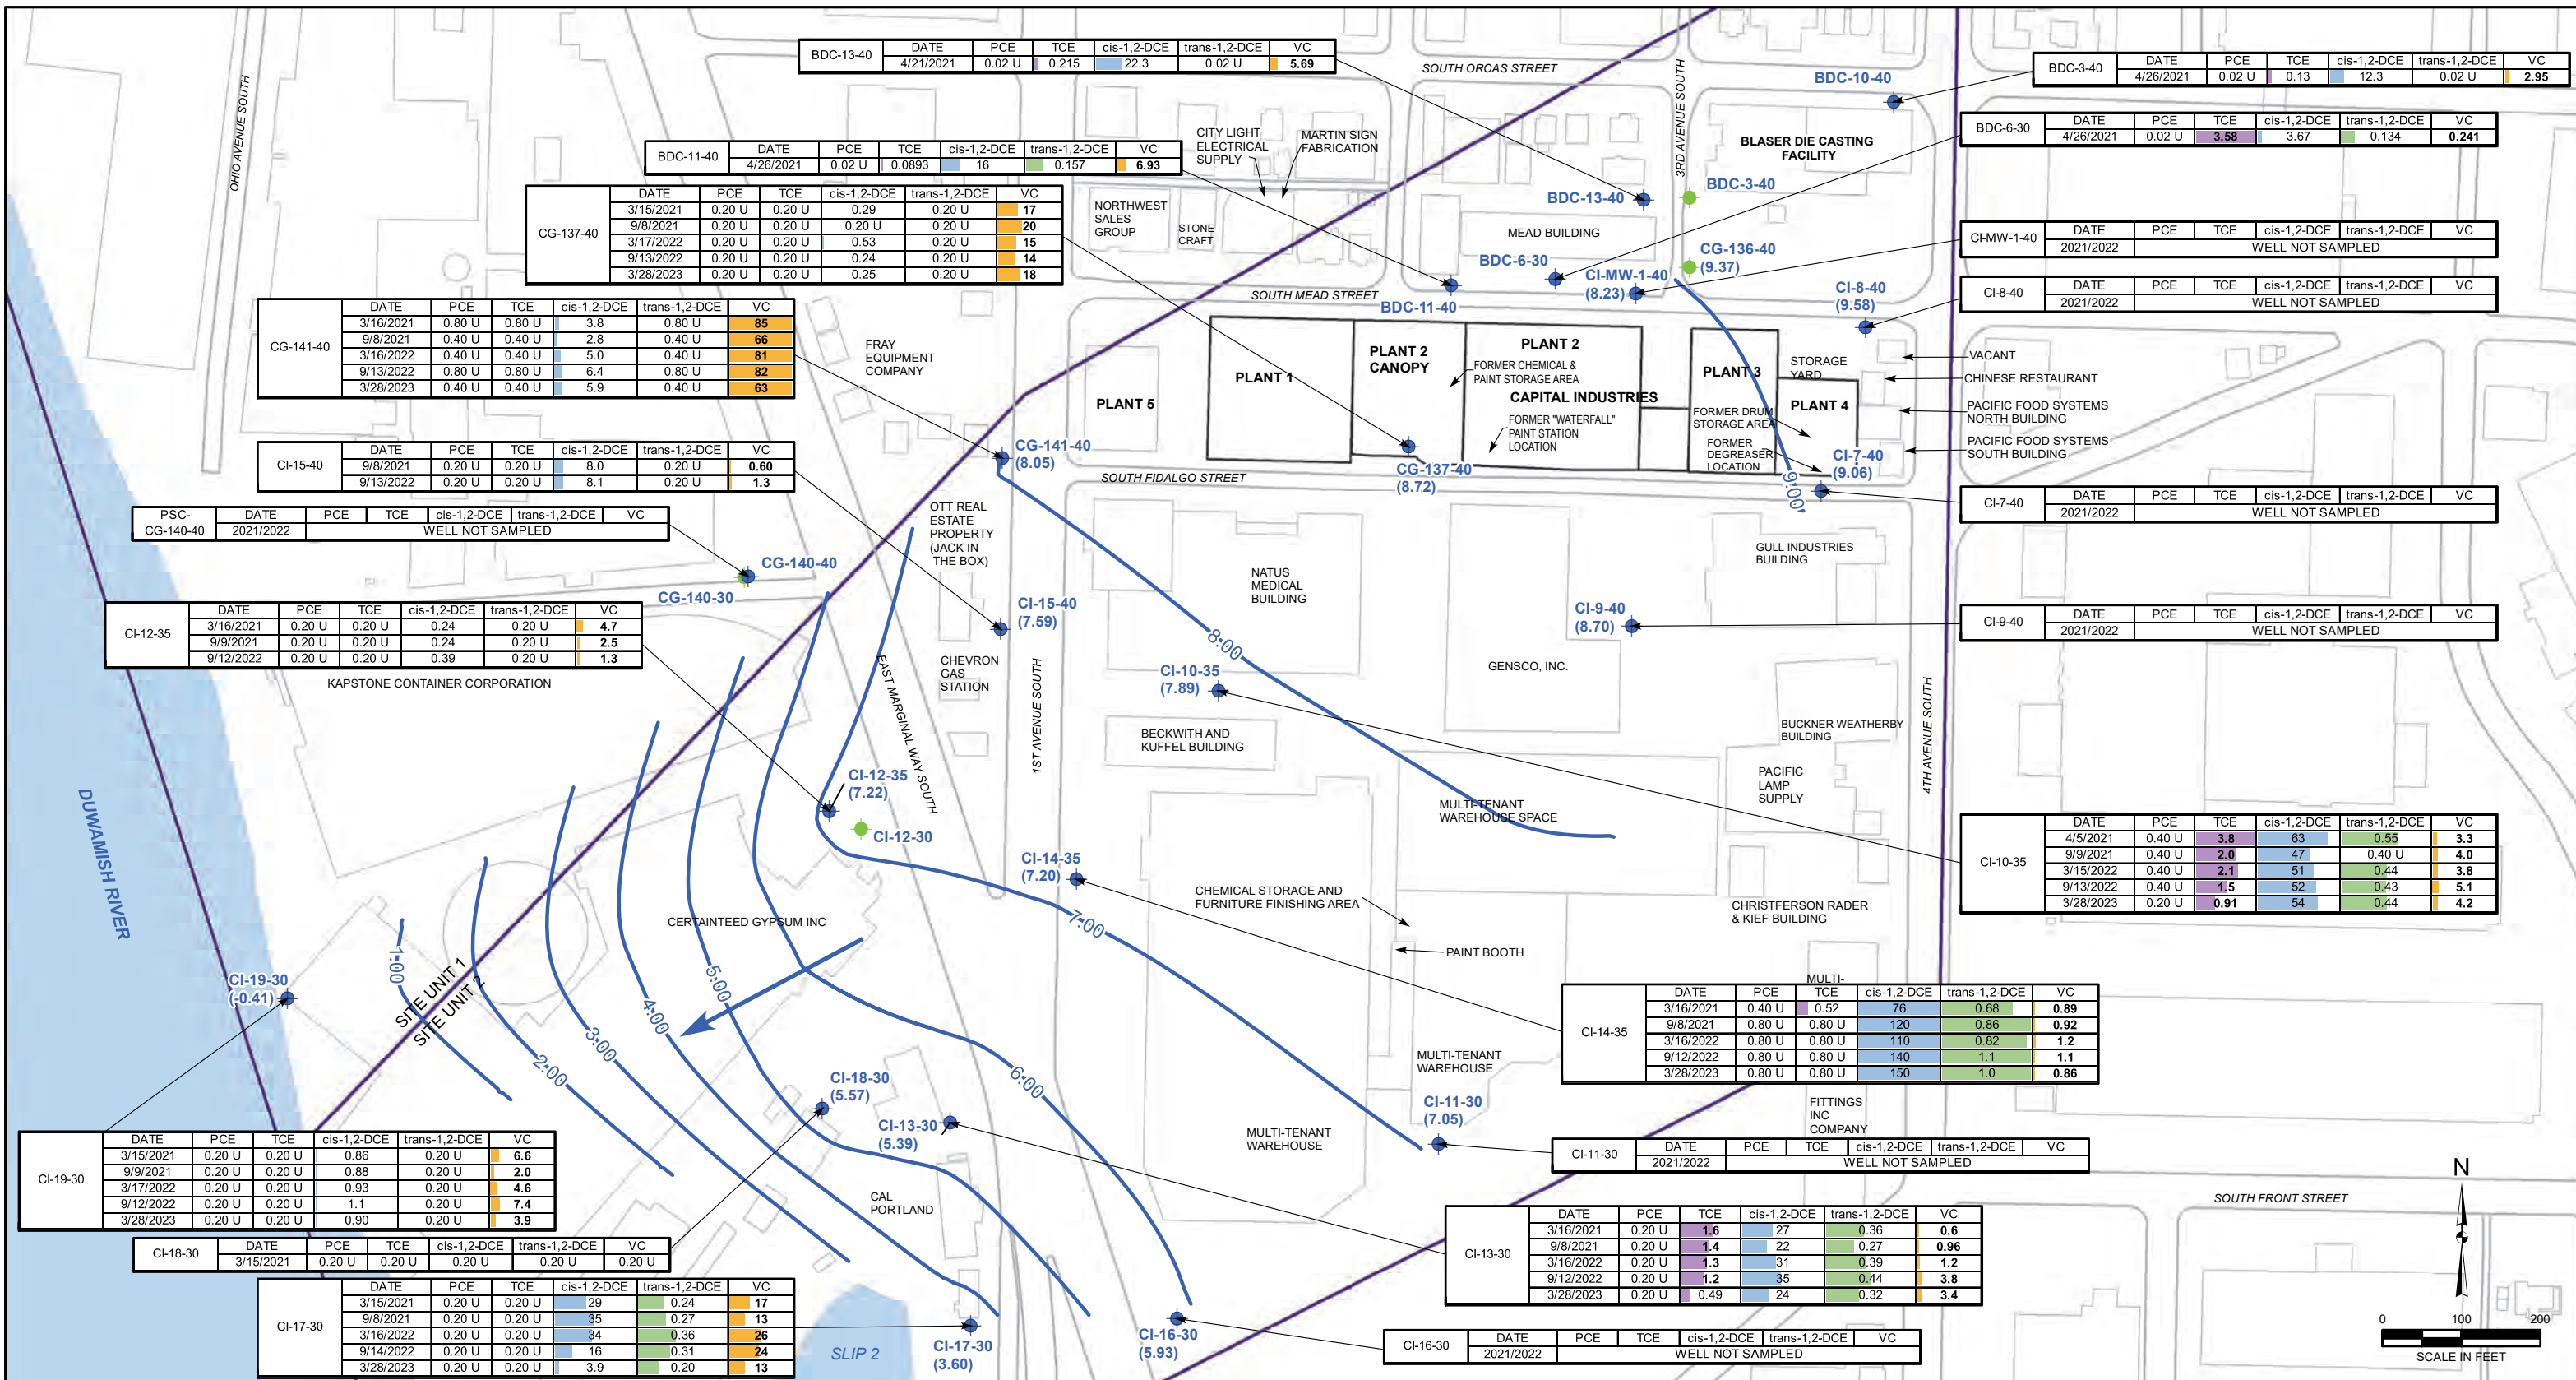 BDC-13-40 DATE PCE TCE cis-1,2-DCE trans-1,2-DCE VC
4/21/2021 0.02 U 0.215 22.3 0.02 U 5.69
BDC-3-40 DATE PCE TCE cis-1,2-DCE trans-1,2-DCE VC
4/26/2021 0.02 U 0.13 12.3 0.02 U 2.95
BDC-6-30 DATE PCE TCE cis-1,2-DCE trans-1,2-DCE VC
4/26/2021 0.02 U 3.58 3.67 0.134 0.241
BDC-11-40 DATE PCE TCE cis-1,2-DCE trans-1,2-DCE VC
4/26/2021 0.02 U 0.0893 16 0.157 6.93
CG-137-40 DATE PCE TCE cis-1,2-DCE trans-1,2-DCE VC
3/15/2021 0.20 U 0.20 U 0.29 0.20 U 17
9/8/2021 0.20 U 0.20 U 0.20 U 0.20 U 20
3/17/2022 0.20 U 0.20 U 0.53 0.20 U 15
9/13/2022 0.20 U 0.20 U 0.24 0.20 U 14
3/28/2023 0.20 U 0.20 U 0.25 0.20 U 18
CI-MW-1-40 DATE PCE TCE cis-1,2-DCE trans-1,2-DCE VC
2021/2022 WELL NOT SAMPLED
CI-8-40 DATE PCE TCE cis-1,2-DCE trans-1,2-DCE VC
2021/2022 WELL NOT SAMPLED
CG-141-40 DATE PCE TCE cis-1,2-DCE trans-1,2-DCE VC
3/16/2021 0.80 U 0.80 U 3.8 0.80 U 85
9/8/2021 0.40 U 0.40 U 2.8 0.40 U 66
3/16/2022 0.40 U 0.40 U 5.0 0.40 U 81
9/13/2022 0.80 U 0.80 U 6.4 0.80 U 82
3/28/2023 0.40 U 0.40 U 5.9 0.40 U 63
CI-15-40 DATE PCE TCE cis-1,2-DCE trans-1,2-DCE VC
9/8/2021 0.20 U 0.20 U 8.0 0.20 U 0.60
9/13/2022 0.20 U 0.20 U 8.1 0.20 U 1.3
PSC-
CG-140-40 DATE PCE TCE cis-1,2-DCE trans-1,2-DCE VC
2021/2022 WELL NOT SAMPLED
CI-7-40 DATE PCE TCE cis-1,2-DCE trans-1,2-DCE VC
2021/2022 WELL NOT SAMPLED
CI-12-35 DATE PCE TCE cis-1,2-DCE trans-1,2-DCE VC
3/16/2021 0.20 U 0.20 U 0.24 0.20 U 4.7
9/9/2021 0.20 U 0.20 U 0.24 0.20 U 2.5
9/12/2022 0.20 U 0.20 U 0.39 0.20 U 1.3
CI-9-40 DATE PCE TCE cis-1,2-DCE trans-1,2-DCE VC
2021/2022 WELL NOT SAMPLED
CI-10-35 DATE PCE TCE cis-1,2-DCE trans-1,2-DCE VC
4/5/2021 0.40 U 3.8 63 0.55 3.3
9/9/2021 0.40 U 2.0 47 0.40 U 4.0
3/15/2022 0.40 U 2.1 51 0.44 3.8
9/13/2022 0.40 U 1.5 52 0.43 5.1
3/28/2023 0.20 U 0.91 54 0.44 4.2
CI-14-35 DATE PCE TCE cis-1,2-DCE trans-1,2-DCE VC
3/16/2021 0.40 U 0.52 76 0.68 0.89
9/8/2021 0.80 U 0.80 U 120 0.86 0.92
3/16/2022 0.80 U 0.80 U 110 0.82 1.2
9/12/2022 0.80 U 0.80 U 140 1.1 1.1
3/28/2023 0.80 U 0.80 U 150 1.0 0.86
CI-19-30 DATE PCE TCE cis-1,2-DCE trans-1,2-DCE VC
3/15/2021 0.20 U 0.20 U 0.86 0.20 U 6.6
9/9/2021 0.20 U 0.20 U 0.88 0.20 U 2.0
3/17/2022 0.20 U 0.20 U 0.93 0.20 U 4.6
9/12/2022 0.20 U 0.20 U 1.1 0.20 U 7.4
3/28/2023 0.20 U 0.20 U 0.90 0.20 U 3.9
CI-11-30 DATE PCE TCE cis-1,2-DCE trans-1,2-DCE VC
2021/2022 WELL NOT SAMPLED
CI-18-30 DATE PCE TCE cis-1,2-DCE trans-1,2-DCE VC
3/15/2021 0.20 U 0.20 U 0.20 U 0.20 U 0.20 U
CI-13-30 DATE PCE TCE cis-1,2-DCE trans-1,2-DCE VC
3/16/2021 0.20 U 1.6 27 0.36 0.6
9/8/2021 0.20 U 1.4 22 0.27 0.96
3/16/2022 0.20 U 1.3 31 0.39 1.2
9/12/2022 0.20 U 1.2 35 0.44 3.8
3/28/2023 0.20 U 0.49 24 0.32 3.4
CI-17-30 DATE PCE TCE cis-1,2-DCE trans-1,2-DCE VC
3/15/2021 0.20 U 0.20 U 29 0.24 17
9/8/2021 0.20 U 0.20 U 35 0.27 13
3/16/2022 0.20 U 0.20 U 34 0.36 26
9/14/2022 0.20 U 0.20 U 16 0.31 24
3/28/2023 0.20 U 0.20 U 3.9 0.20 13
CI-16-30 DATE PCE TCE cis-1,2-DCE trans-1,2-DCE VC
2021/2022 WELL NOT SAMPLED
OHIO AVENUE SOUTH
SOUTH ORCAS STREET
3RD AVENUE SOUTH
BDC-10-40
BLASER DIE CASTING
FACILITY
CITY LIGHT
ELECTRICAL
SUPPLY
MARTIN SIGN
FABRICATION
NORTHWEST
SALES
GROUP
STONE
CRAFT
BDC-13-40
BDC-3-40
MEAD BUILDING
BDC-6-30
CG-136-40
(9.37)
CI-MW-1-40
(8.23)
CI-8-40
(9.58)
SOUTH MEAD STREET
BDC-11-40
FRAY
EQUIPMENT
COMPANY
PLANT 5
PLANT 1
PLANT 2
CANOPY
PLANT 2
FORMER CHEMICAL &
PAINT STORAGE AREA
CAPITAL INDUSTRIES
FORMER "WATERFALL"
PAINT STATION
LOCATION
PLANT 3
STORAGE
YARD
PLANT 4
FORMER DRUM
STORAGE AREA
FORMER
DEGREASER
LOCATION
VACANT
CHINESE RESTAURANT
PACIFIC FOOD SYSTEMS
NORTH BUILDING
PACIFIC FOOD SYSTEMS
SOUTH BUILDING
CI-7-40
(9.06)
CG-141-40
(8.05)
CG-137-40
(8.72)
SOUTH FIDALGO STREET
9.00'
OTT REAL
ESTATE
PROPERTY
(JACK IN
THE BOX)
CG-140-40
CG-140-30
NATUS
MEDICAL
BUILDING
GULL INDUSTRIES
BUILDING
CI-15-40
(7.59)
CI-9-40
(8.70)
8.00
CHEVRON
GAS
STATION
EAST MARGINAL WAY SOUTH
1ST AVENUE SOUTH
4TH AVENUE SOUTH
KAPSTONE CONTAINER CORPORATION
CI-10-35
(7.89)
GENSCO, INC.
BECKWITH AND
KUFFEL BUILDING
BUCKNER WEATHERBY
BUILDING
PACIFIC
LAMP
SUPPLY
CI-12-35
(7.22)
CI-12-30
MULTI-TENANT
WAREHOUSE SPACE
DUWAMISH RIVER
CI-14-35
(7.20)
CHEMICAL STORAGE AND
FURNITURE FINISHING AREA
CHRISTFERSON RADER
& KIEF BUILDING
CERTAINTEED GYPSUM INC
7.00
PAINT BOOTH
CI-19-30
(-0.41)
1.00
SITE UNIT 1
SITE UNIT 2
5.00
4.00
3.00
2.00
6.00
MULTI-
MULTI-TENANT
WAREHOUSE
CI-18-30
(5.57)
CI-13-30
(5.39)
CI-11-30
(7.05)
FITTINGS
INC
COMPANY
MULTI-TENANT
WAREHOUSE
CAL
PORTLAND
SOUTH FRONT STREET
N
SLIP 2
CI-17-30
(3.60)
CI-16-30
(5.93)
0 100 200
SCALE IN FEET